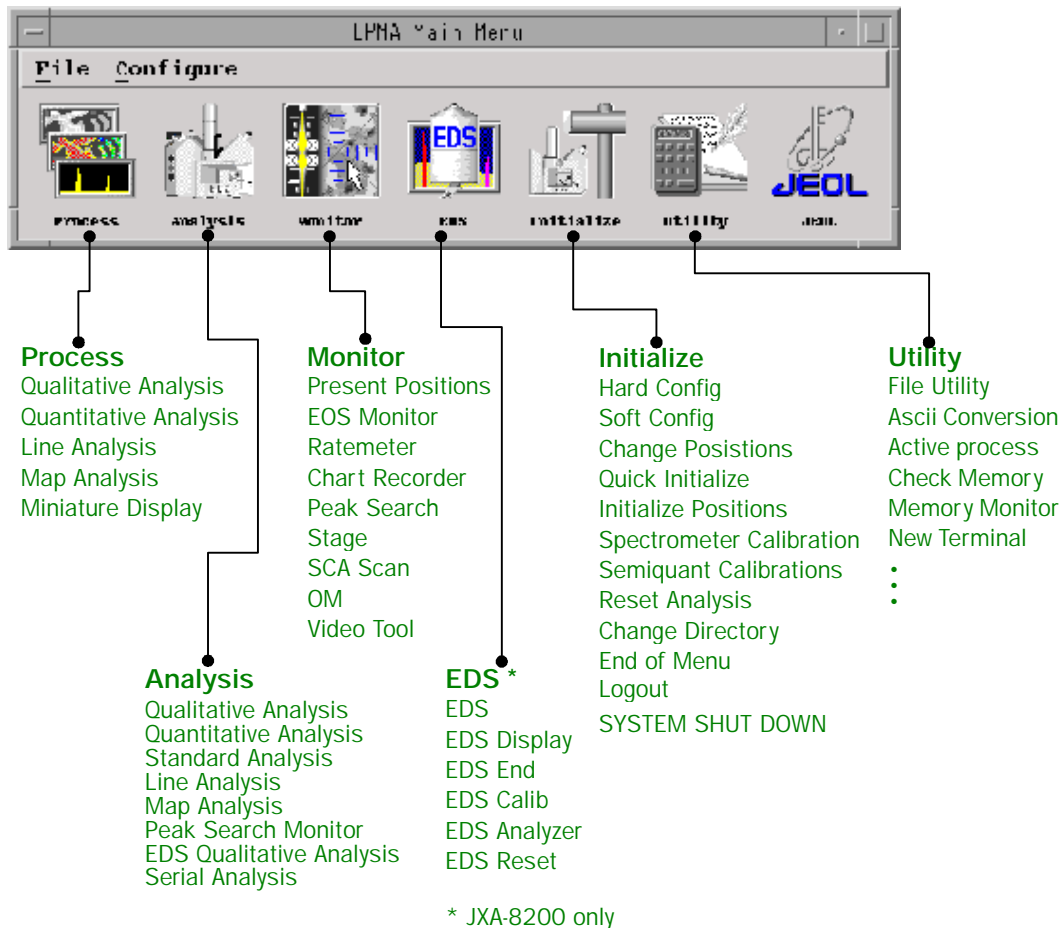 EPMA Main Menu
File Configure
EDS
JEOL
Process Analysis Monitor EDS Initialize Utility JEOL
Process
Qualitative Analysis
Quantitative Analysis
Line Analysis
Map Analysis
Miniature Display
Monitor
Present Positions
EOS Monitor
Ratemeter
Chart Recorder
Peak Search
Stage
SCA Scan
OM
Video Tool
Initialize
Hard Config
Soft Config
Change Posistions
Quick Initialize
Initialize Positions
Spectrometer Calibration
Semiquant Calibrations
Reset Analysis
Change Directory
End of Menu
Logout
SYSTEM SHUT DOWN
Utility
File Utility
Ascii Conversion
Active process
Check Memory
Memory Monitor
New Terminal
•
•
•
Analysis
Qualitative Analysis
Quantitative Analysis
Standard Analysis
Line Analysis
Map Analysis
Peak Search Monitor
EDS Qualitative Analysis
Serial Analysis
EDS *
EDS
EDS Display
EDS End
EDS Calib
EDS Analyzer
EDS Reset
* JXA-8200 only